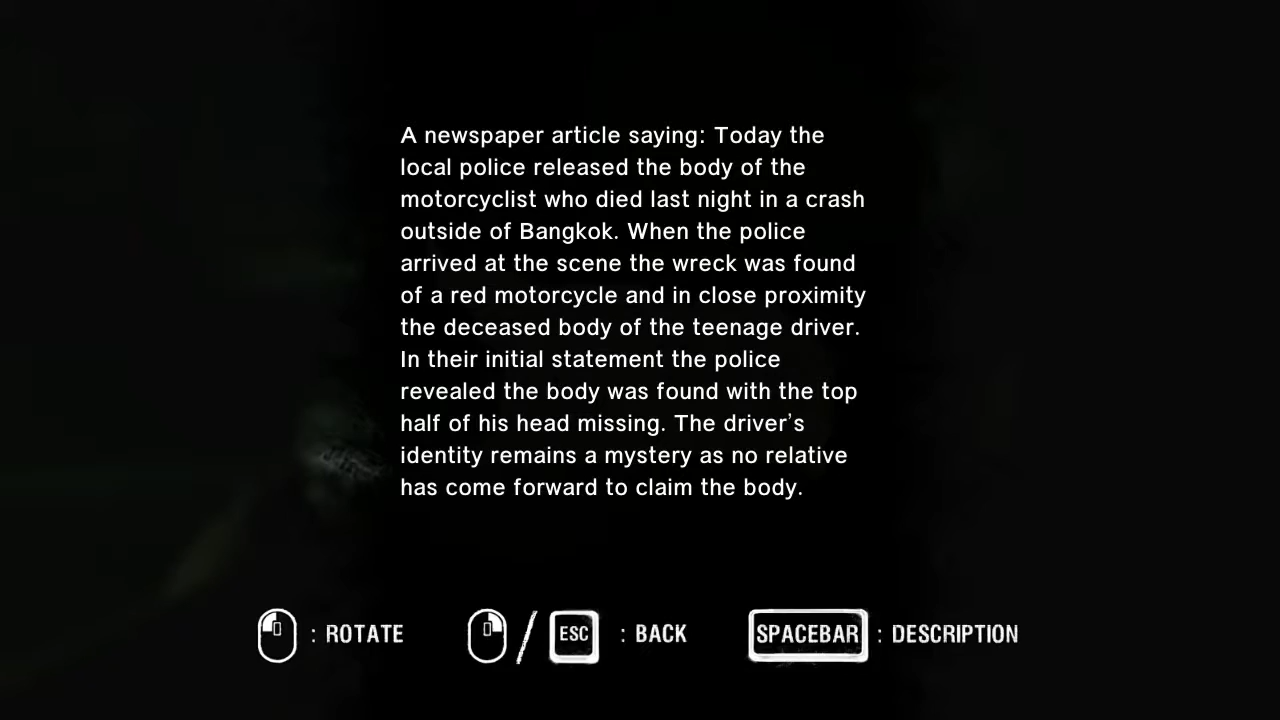 A newspaper article saying: Today the
local police released the body of the
motorcyclist who died last night in a crash
outside of Bangkok. When the police
arrived at the scene the wreck was found
of a red motorcycle and in close proximity
the deceased body of the teenage driver.
In their initial statement the police
revealed the body was found with the top
half of his head missing. The driver's
identity remains a mystery as no relative
has come forward to claim the body.
: ROTATE / ESC : BACK SPACEBAR : DESCRIPTION